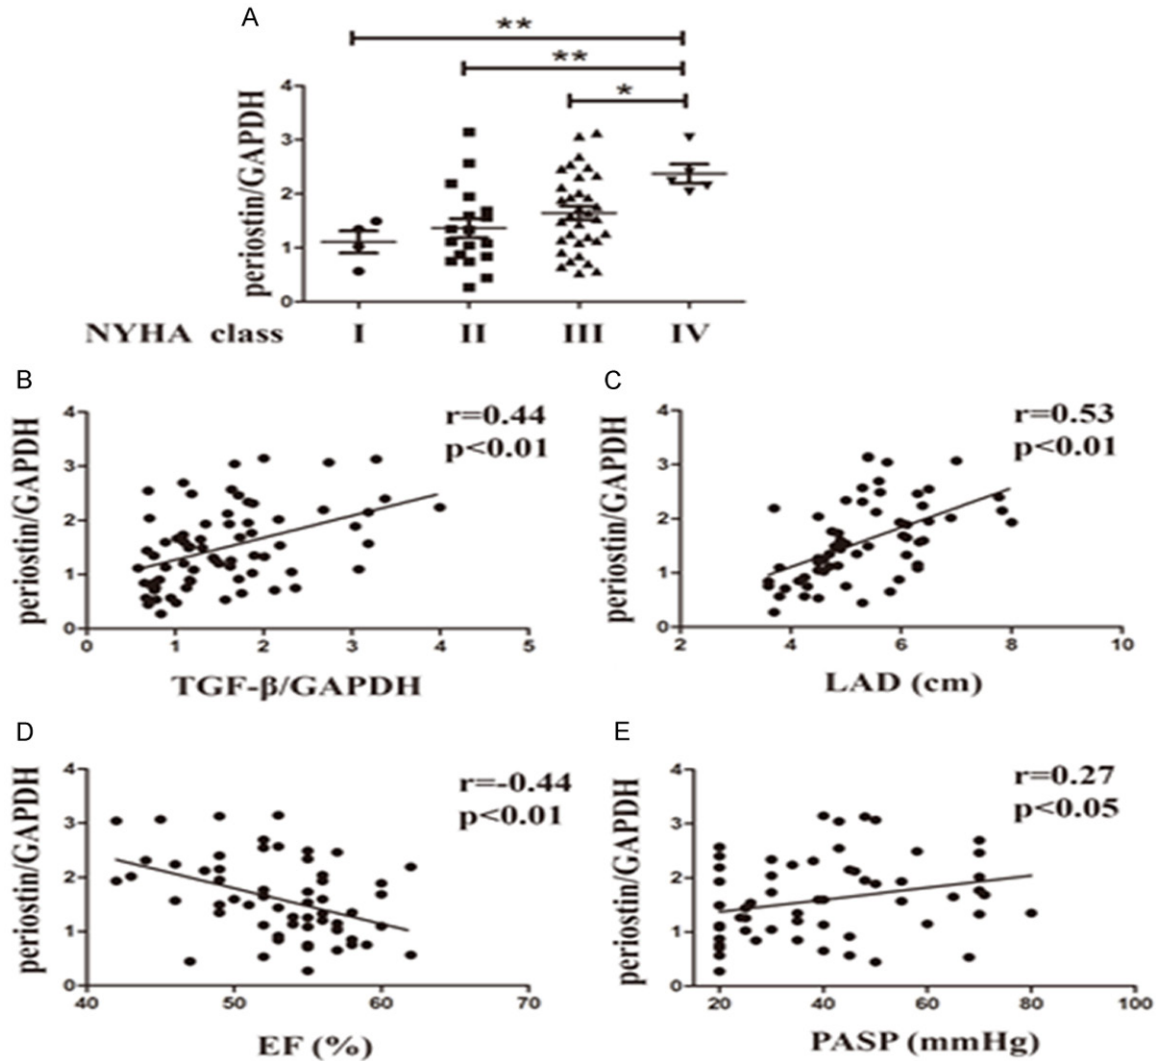 A
**
**
*
periostin/GAPDH
4
3
2
1
0
NYHA class I II III IV
B
periostin/GAPDH
r=0.44
p<0.01
4
3
2
1
0
0 1 2 3 4 5
TGF-β/GAPDH
C
periostin/GAPDH
r=0.53
p<0.01
4
3
2
1
0
2 4 6 8 10
LAD (cm)
D
periostin/GAPDH
r=-0.44
p<0.01
4
3
2
1
0
40 50 60 70
EF (%)
E
periostin/GAPDH
r=0.27
p<0.05
4
3
2
1
0
20 40 60 80 100
PASP (mmHg)